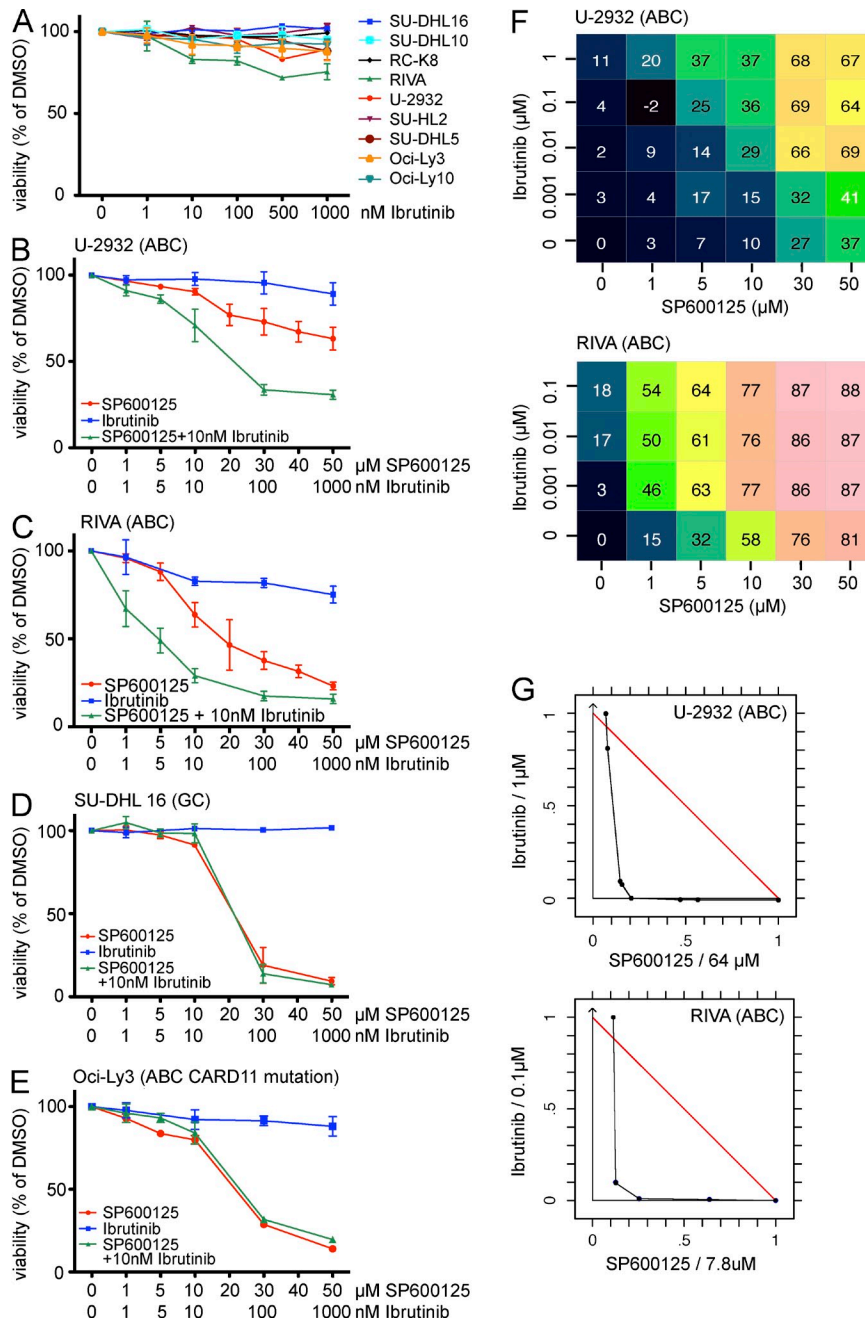 A
100
50
0
viability (% of DMSO)
0 1 10 100 500 1000 nM Ibrutinib
SU-DHL16
SU-DHL10
RC-K8
RIVA
U-2932
SU-HL2
SU-DHL5
Oci-Ly3
Oci-Ly10
B
U-2932 (ABC)
100
50
0
viability (% of DMSO)
SP600125
Ibrutinib
SP600125+10nM Ibrutinib
0 1 5 10 20 30 40 50 µM SP600125
0 1 5 10 100 1000 nM Ibrutinib
C
RIVA (ABC)
100
50
0
viability (% of DMSO)
SP600125
Ibrutinib
SP600125 + 10nM Ibrutinib
0 1 5 10 20 30 40 50 µM SP600125
0 1 5 10 100 1000 nM Ibrutinib
D
SU-DHL 16 (GC)
100
50
0
viability (% of DMSO)
SP600125
Ibrutinib
SP600125
+10nM Ibrutinib
0 1 5 10 20 30 40 50 µM SP600125
0 1 5 10 100 1000 nM Ibrutinib
E
Oci-Ly3 (ABC CARD11 mutation)
100
50
0
viability (% of DMSO)
SP600125
Ibrutinib
SP600125
+10nM Ibrutinib
0 1 5 10 20 30 40 50 µM SP600125
0 1 5 10 100 1000 nM Ibrutinib
F
U-2932 (ABC)
Ibrutinib (µM)
1 11 20 37 37 68 67
0.1 4 -2 25 36 69 64
0.01 2 9 14 29 66 69
0.001 3 4 17 15 32 41
0 0 3 7 10 27 37
0 1 5 10 30 50
SP600125 (µM)
RIVA (ABC)
Ibrutinib (µM)
0.1 18 54 64 77 87 88
0.01 17 50 61 76 86 87
0.001 3 46 63 77 86 87
0 0 15 32 58 76 81
0 1 5 10 30 50
SP600125 (µM)
G
U-2932 (ABC)
Ibrutinib / 1µM
1
.5
0
0 .5 1
SP600125 / 64 µM
RIVA (ABC)
Ibrutinib / 0.1µM
1
.5
0
0 .5 1
SP600125 / 7.8uM